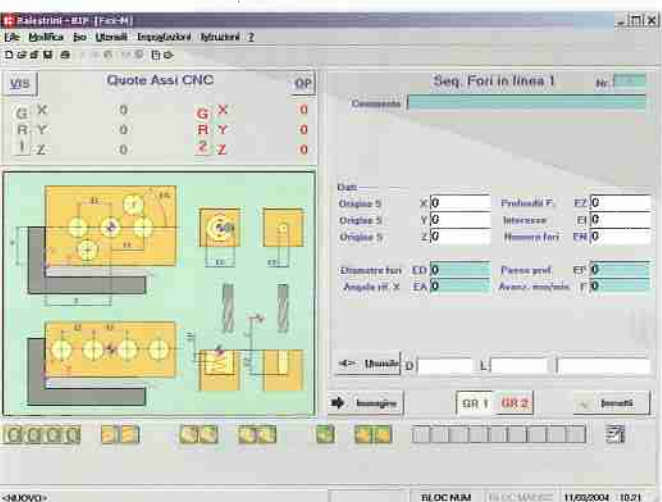 Balestrini - BIP - [Fori-M]
File Modifica Iso Utensili Impostazioni Istruzioni ?
VIS Quote Assi CNC OP
G R 1
X 0
Y 0
Z 0
G R 2
X 0
Y 0
Z 0
Seq. Fori in linea 1 Nr.
Commento
Dati
Origine S X 0 Profondit F. EZ 0
Origine S Y 0 Interasse EI 0
Origine S Z 0 Numero fori EN 0
Diametro fori ED 0 Passo prof. EP 0
Angolo rif. X EA 0 Avanz. mm/min F 0
Utensile D L
Immagine GR 1 GR 2 Immetti
<NUOVO> BLOC NUM 11/03/2004 10.21